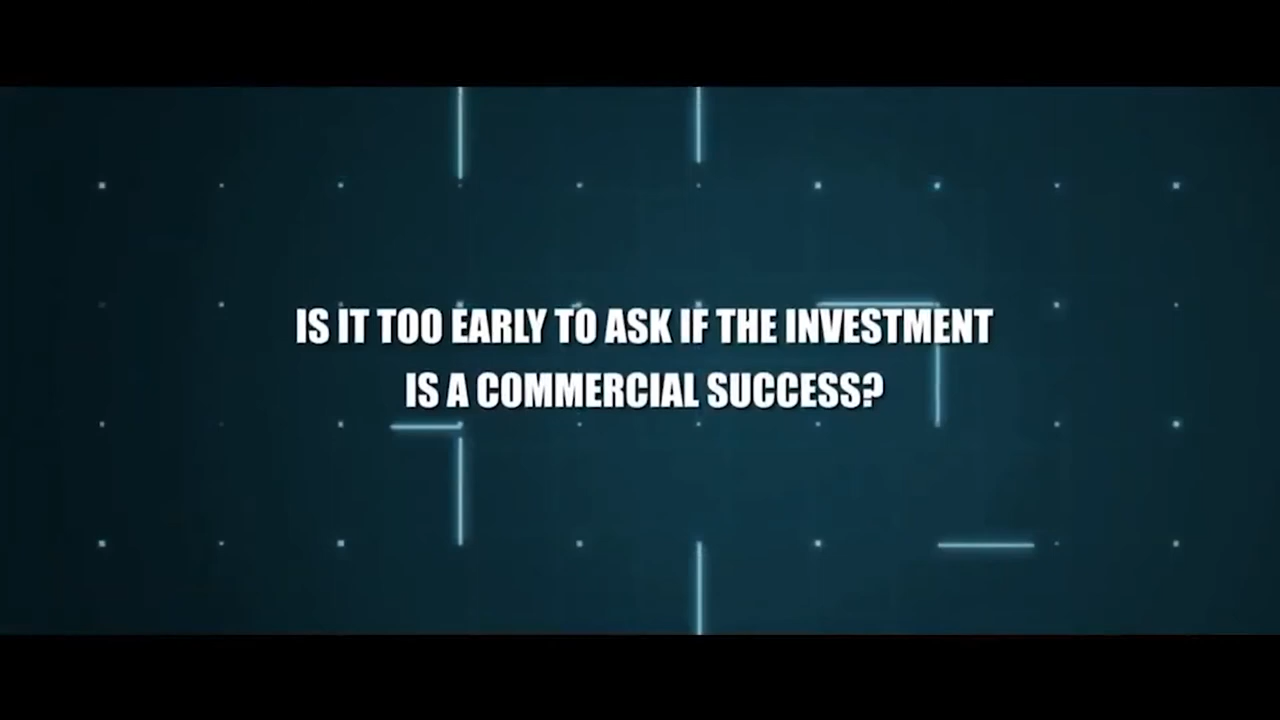 IS IT TOO EARLY TO ASK IF THE INVESTMENT
IS A COMMERCIAL SUCCESS?